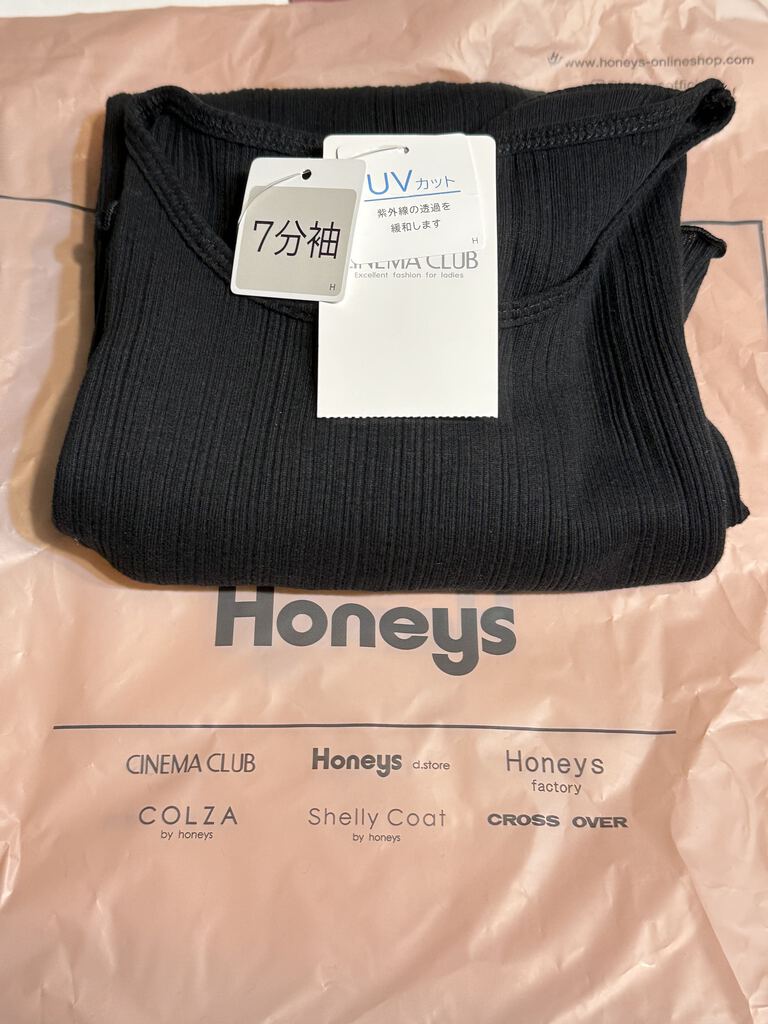 www.honeys-onlineshop.com
UVカット
紫外線の透過を
緩和します
H
7分袖
H
CINEMA CLUB
Excellent fashion for ladies
Honeys
CINEMA CLUB
Honeys d.store
Honeys
factory
COLZA
by honeys
Shelly Coat
by honeys
CROSS OVER